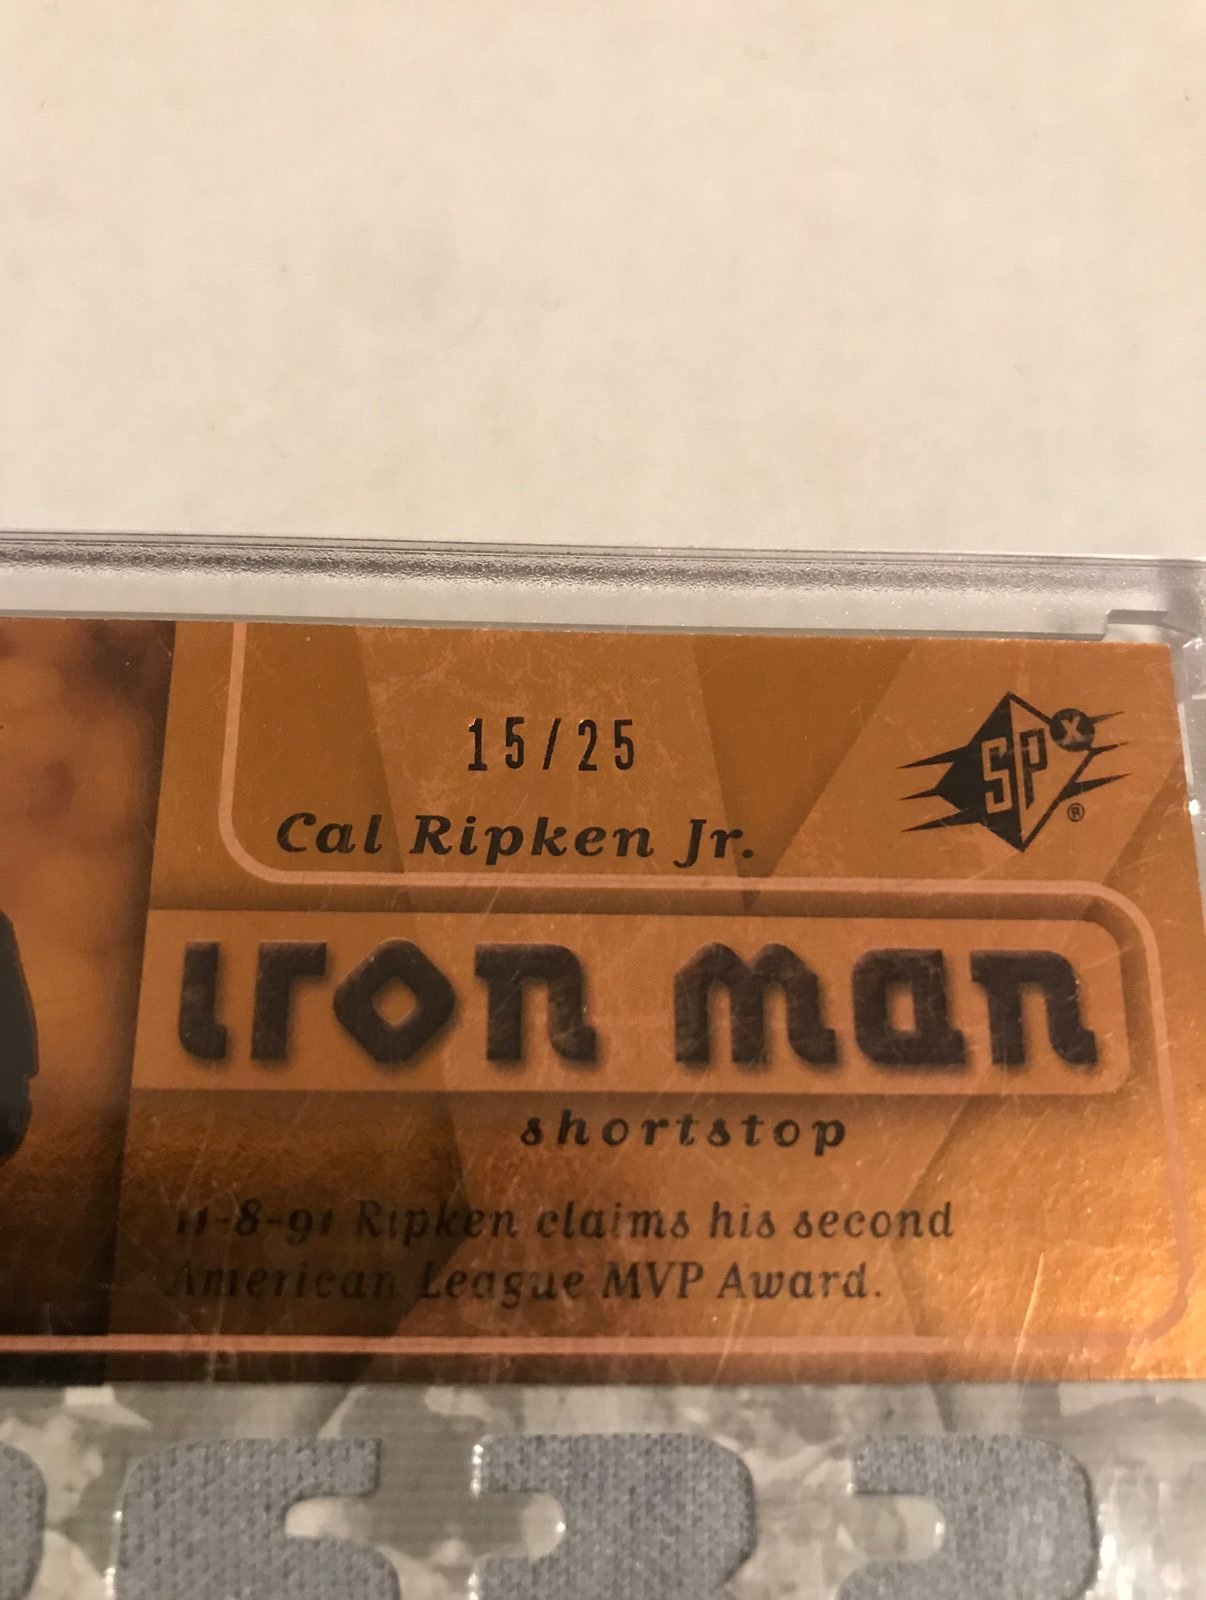 15/25
SPx®
Cal Ripken Jr.
iron man
shortstop
11-8-91 Ripken claims his second
American League MVP Award.